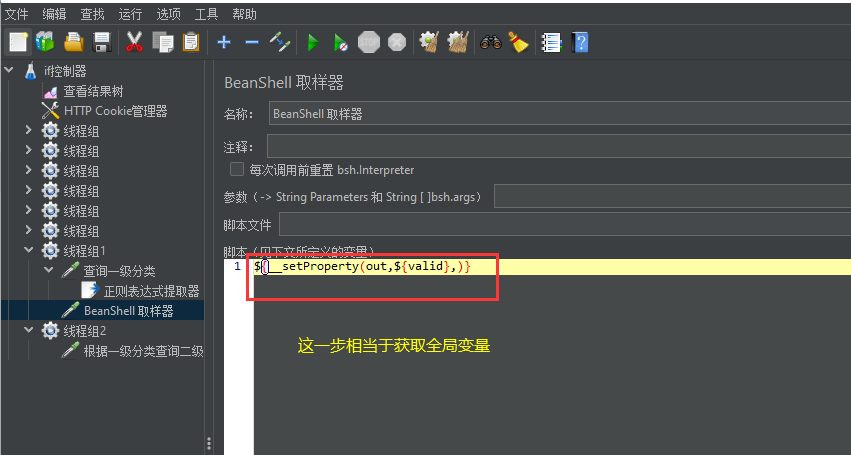 文件 编辑 查找 运行 选项 工具 帮助
STOP
if控制器
查看结果树
HTTP Cookie管理器
线程组
线程组
线程组
线程组
线程组
线程组
线程组1
查询一级分类
正则表达式提取器
BeanShell 取样器
线程组2
根据一级分类查询二级
BeanShell 取样器
名称: BeanShell 取样器
注释:
每次调用前重置 bsh.Interpreter
参数 (-> String Parameters 和 String [ ]bsh.args)
脚本文件
脚本 (见下文所定义的变量)
1 ${__setProperty(out,${valid},)}
这一步相当于获取全局变量